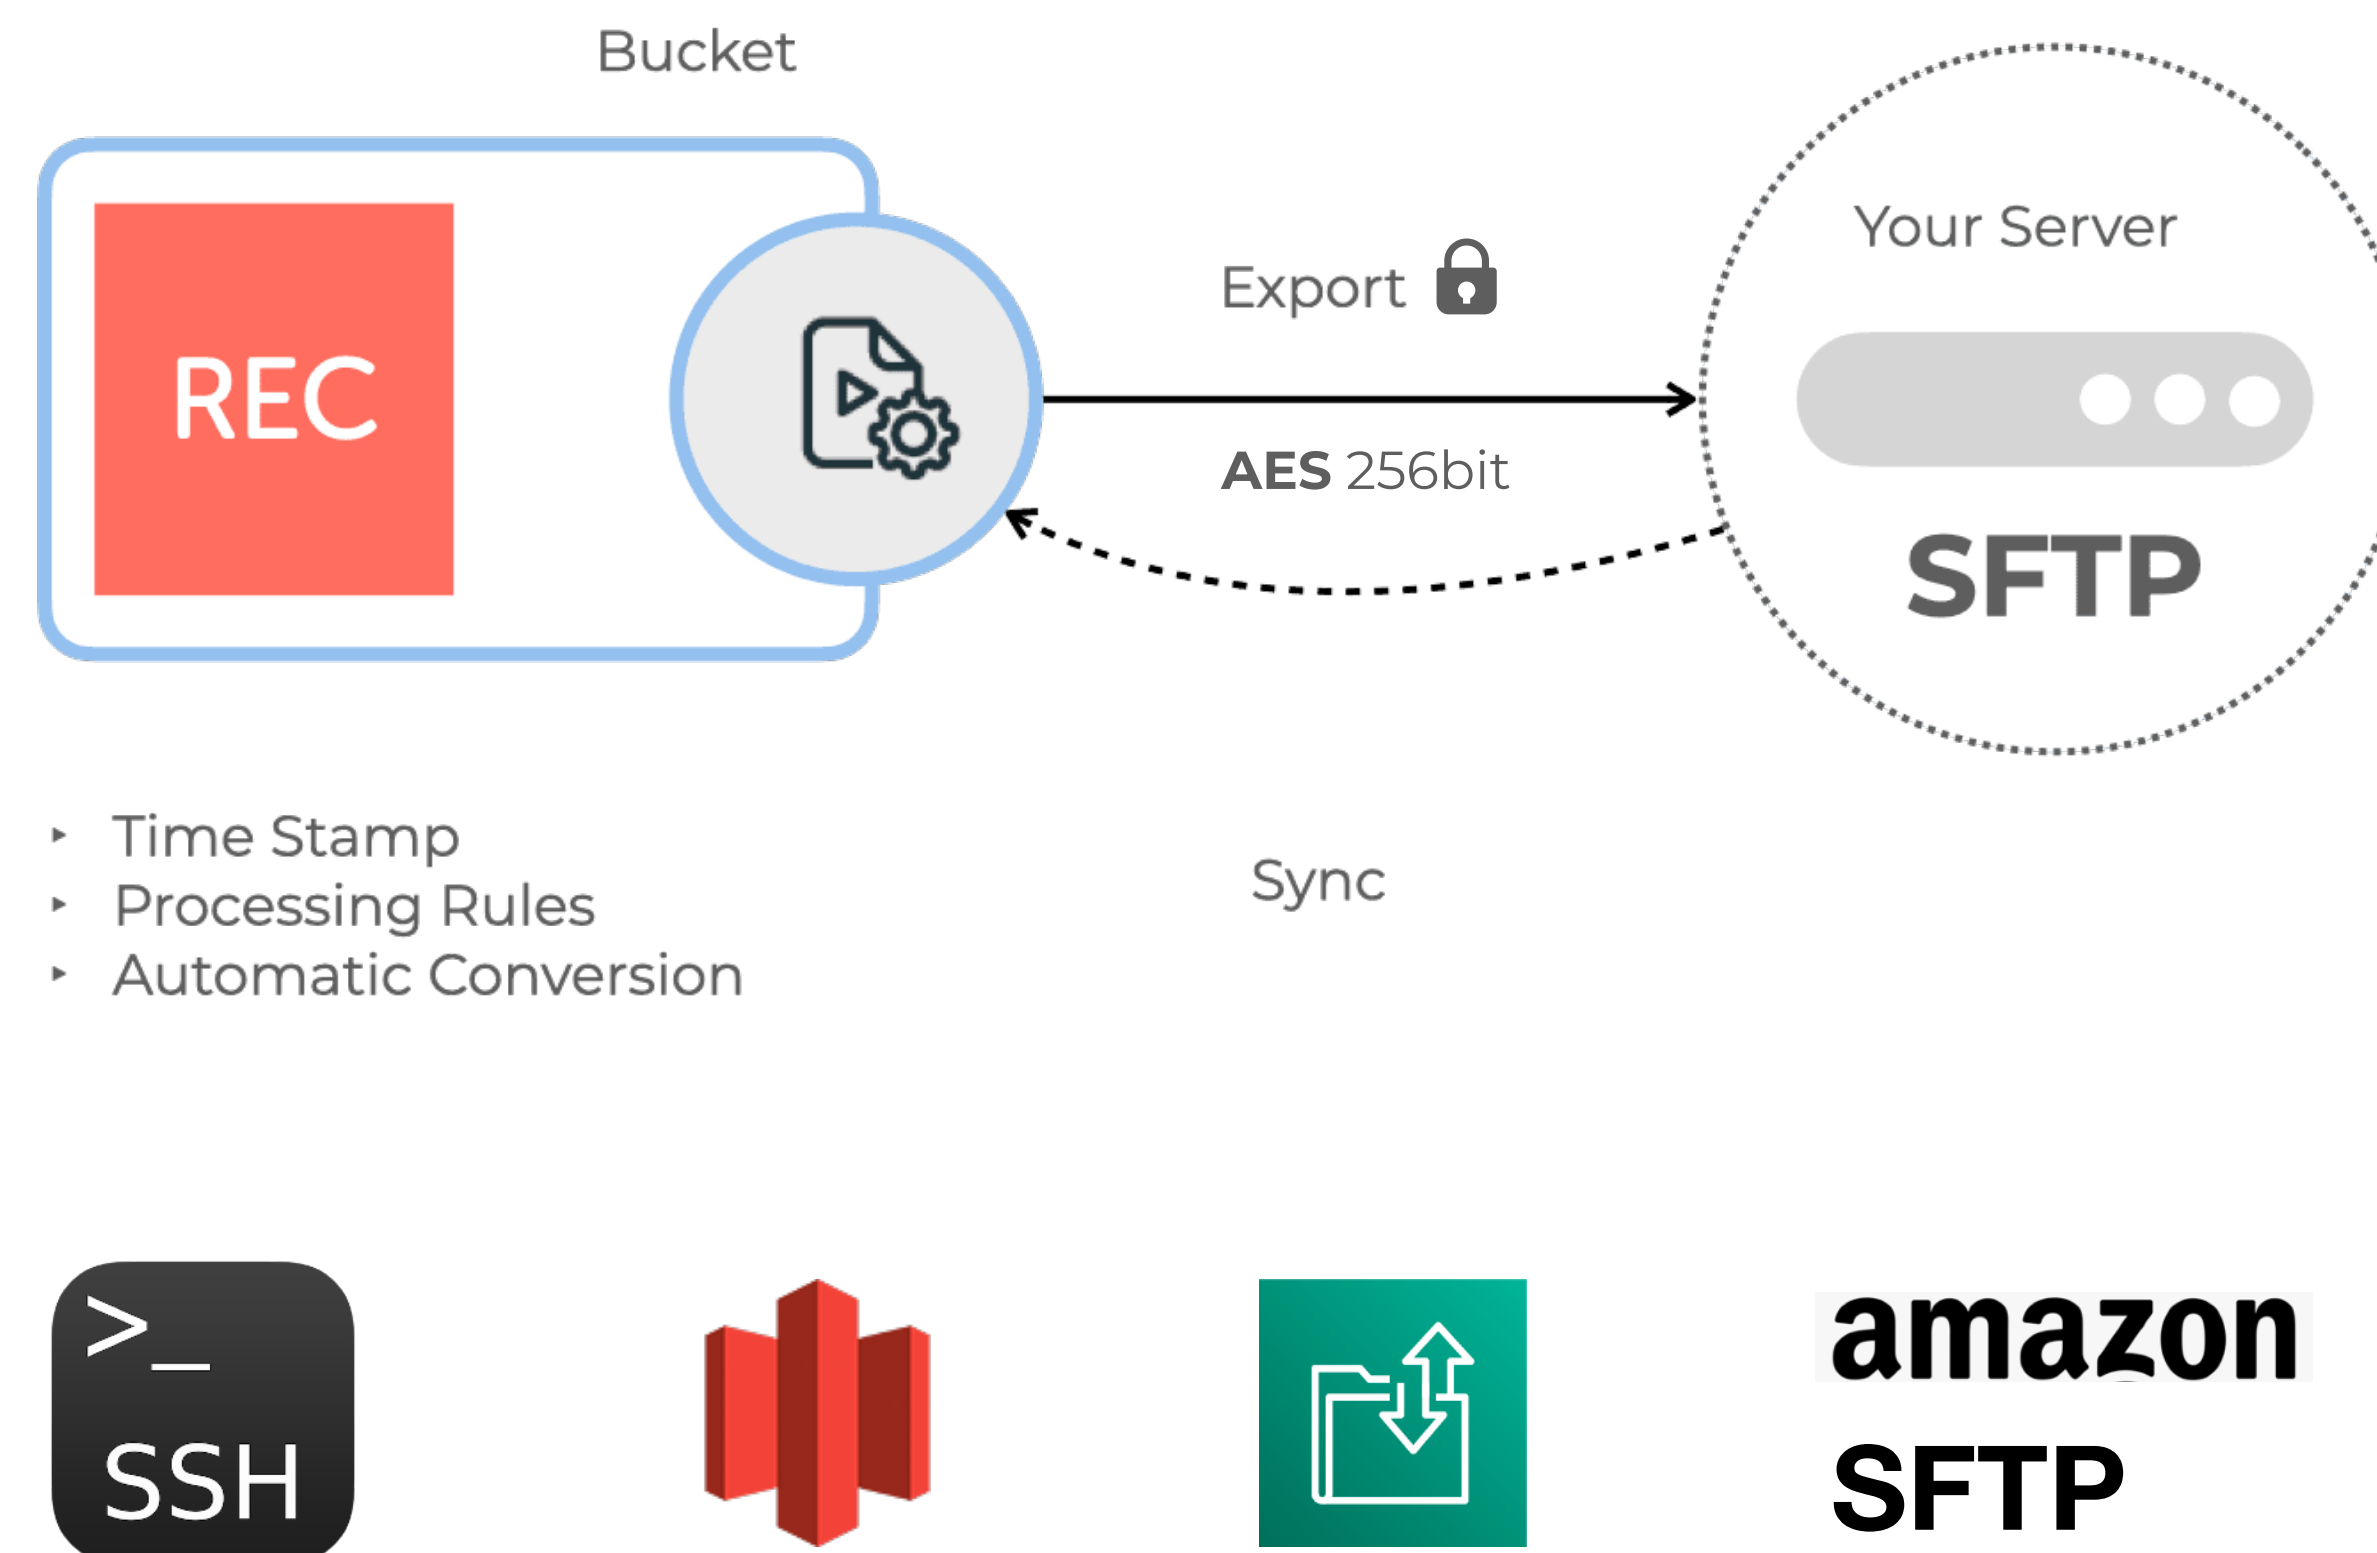 Bucket
REC
Export
AES 256bit
Your Server
SFTP
Time Stamp
Processing Rules
Automatic Conversion
Sync
>_
SSH
amazon
SFTP